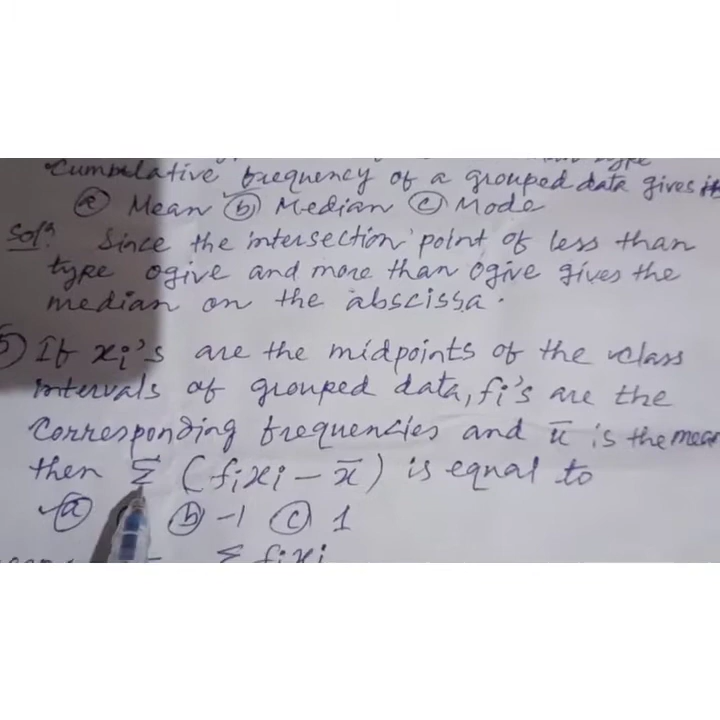 Cumulative frequency of a grouped data gives its
ⓐ Mean ⓑ Median ⓒ Mode
Solⁿ: Since the intersection point of less than
type ogive and more than ogive gives the
median on the abscissa.
5) If xᵢ's are the midpoints of the class
intervals of grouped data, fᵢ's are the
corresponding frequencies and x̄ is the mean
then Σ (fᵢxᵢ – x̄) is equal to
ⓐ ⓑ -1 ⓒ 1
Σ fᵢxᵢ